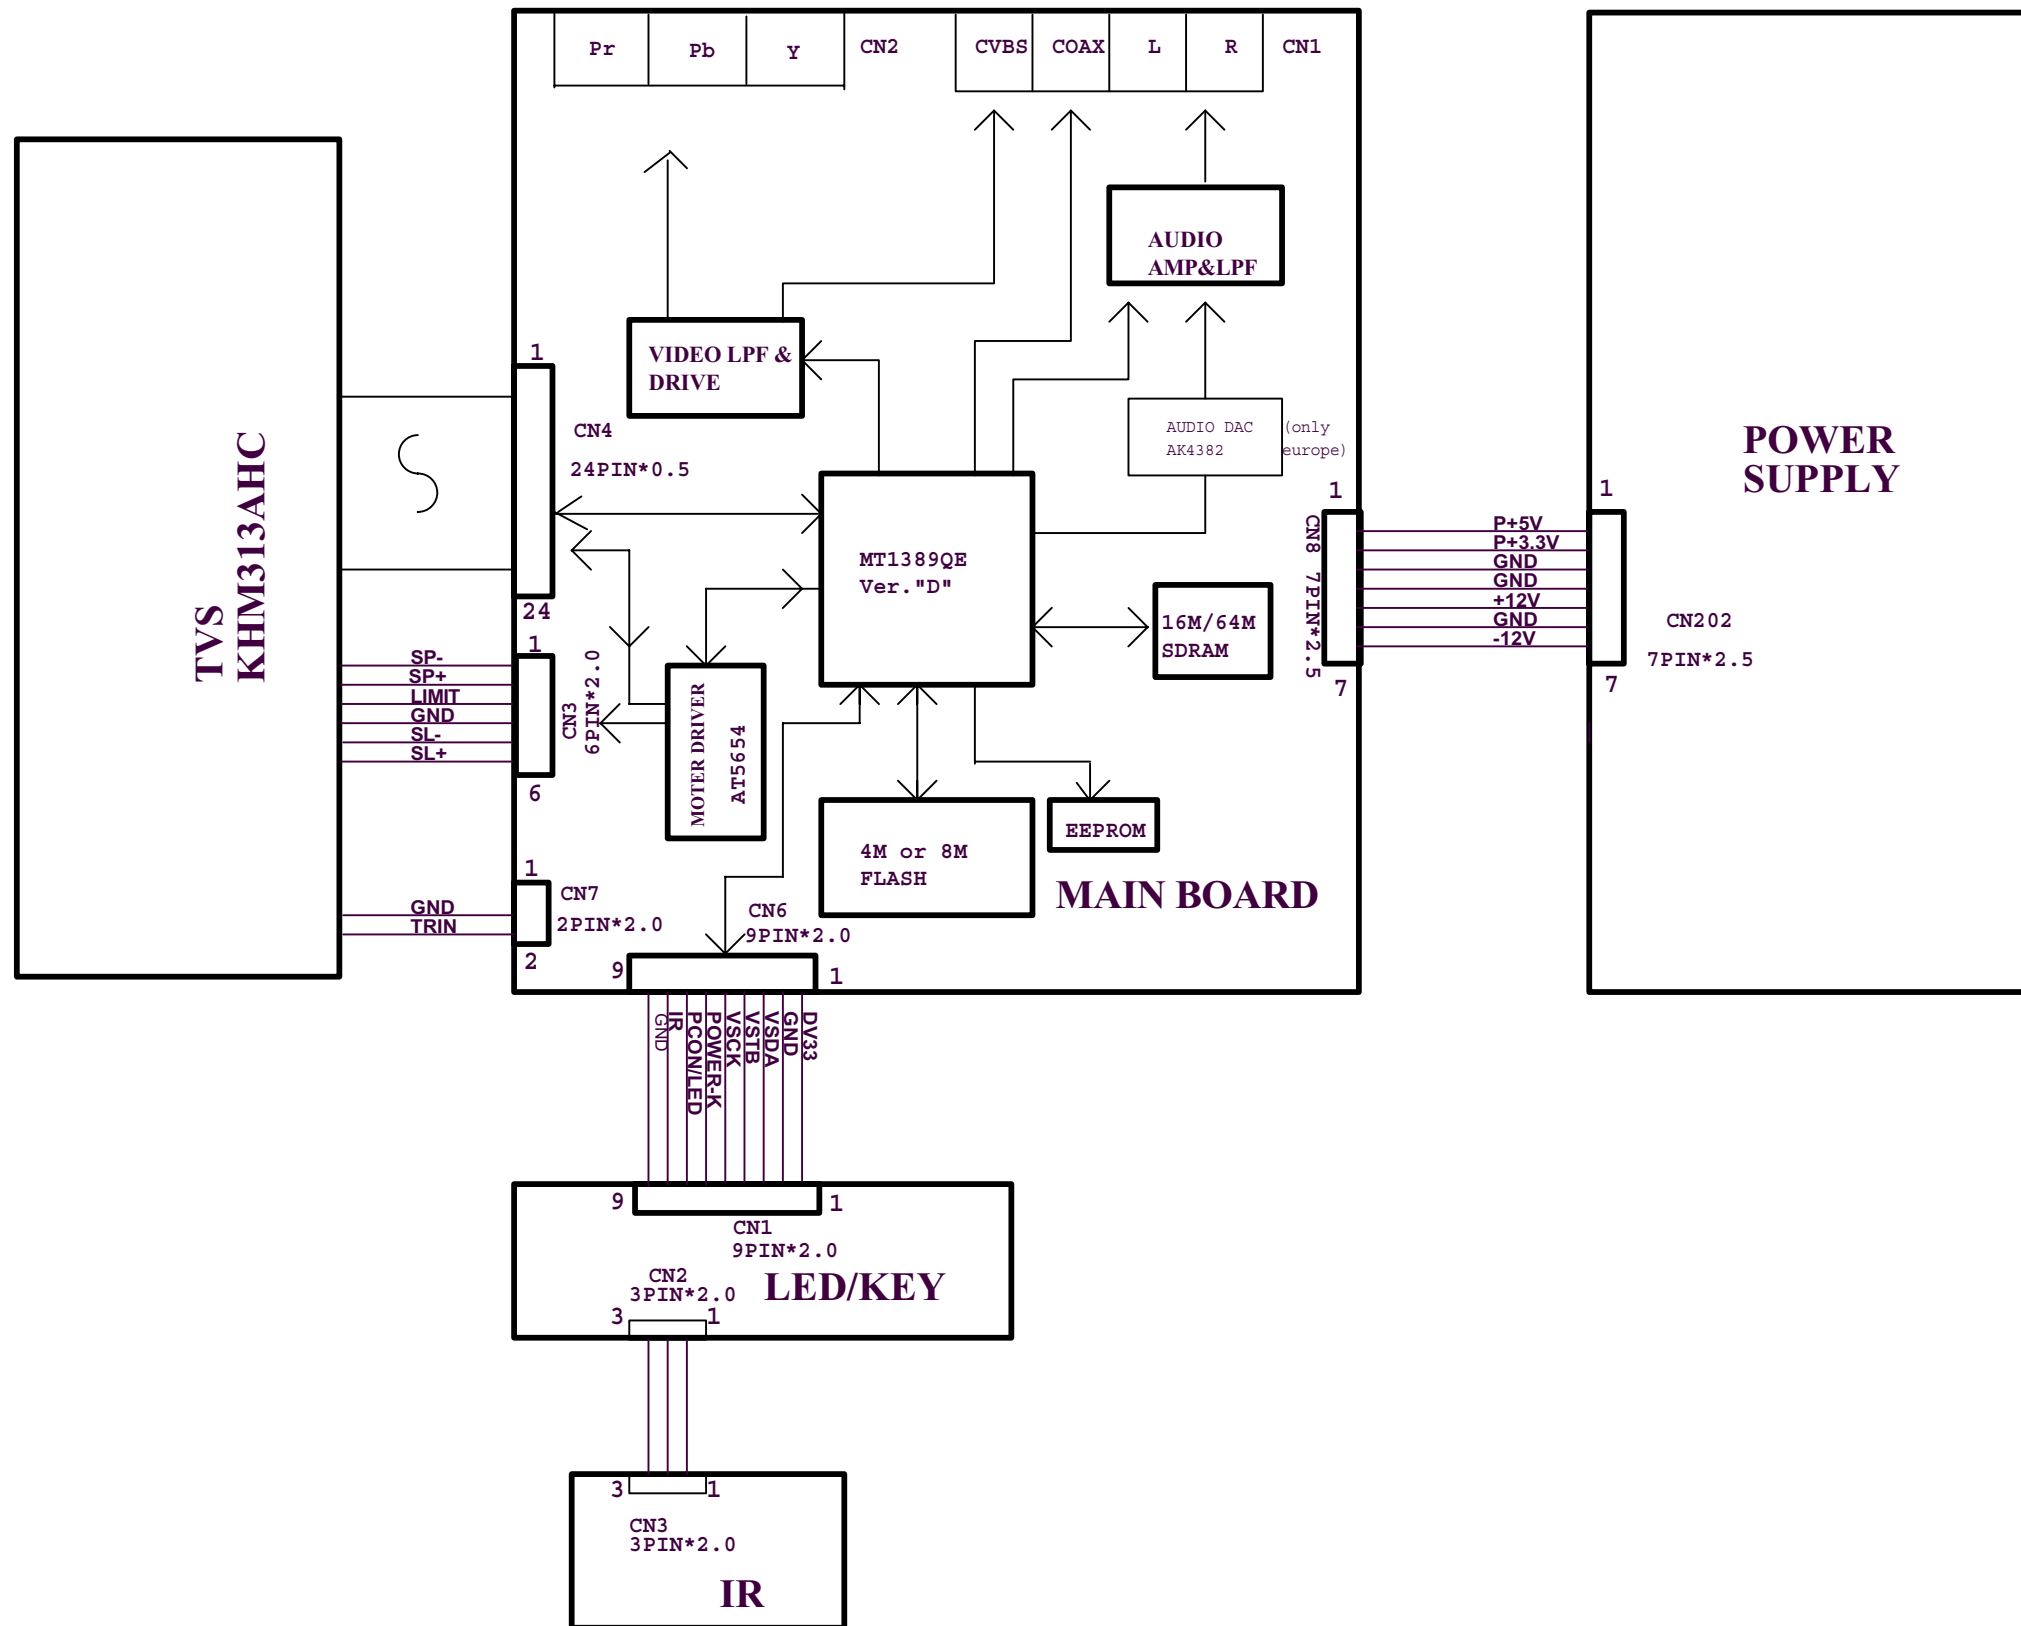 Pr
Pb
Y
CN2
CVBS
COAX
L
R
CN1
AUDIO
AMP&LPF
VIDEO LPF &
DRIVE
AUDIO DAC
AK4382
(only
europe)
1
CN4
24PIN*0.5
24
TVS
KHM313AHC
MT1389QE
Ver."D"
16M/64M
SDRAM
1
CN8 7PIN*2.5
7
P+5V
P+3.3V
GND
GND
+12V
GND
-12V
1
7
CN202
7PIN*2.5
POWER
SUPPLY
SP-
SP+
LIMIT
GND
SL-
SL+
1
6
CN3
6PIN*2.0
MOTER DRIVER
AT5654
4M or 8M
FLASH
EEPROM
MAIN BOARD
GND
TRIN
1
CN7
2PIN*2.0
2
CN6
9PIN*2.0
9
1
GND
IR
PCON/LED
POWER-K
VSCK
VSTB
VSDA
GND
DV33
9
1
CN1
9PIN*2.0
CN2
3PIN*2.0
LED/KEY
3
1
3
1
CN3
3PIN*2.0
IR